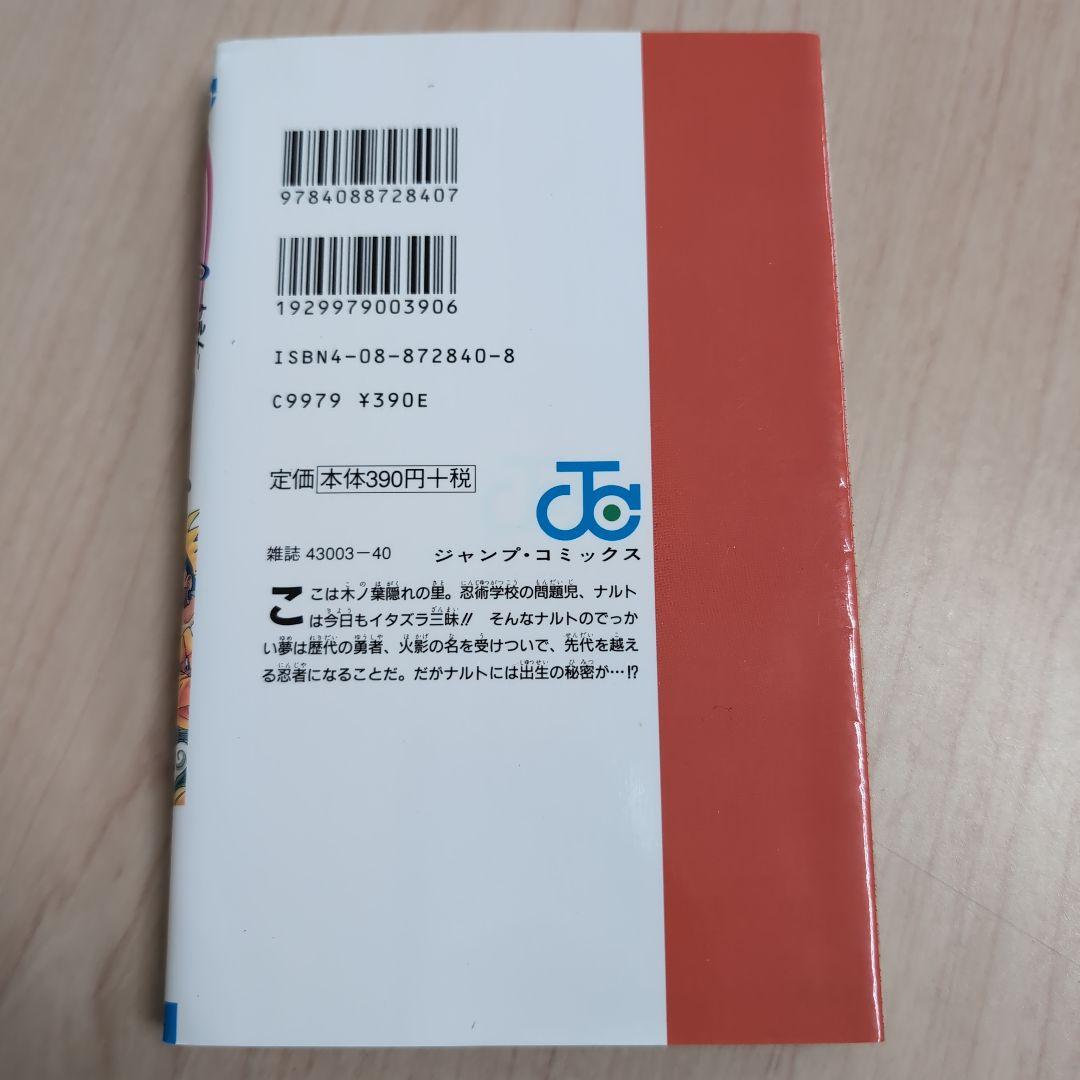 9784088728407
1929979003906
ISBN4-08-872840-8
C9979 ¥390E
定価 本体390円+税
JC
雑誌 43003-40
ジャンプ・コミックス
ここは木ノ葉隠れの里。忍術学校の問題児、ナルト
は今日もイタズラ三昧!! そんなナルトのでっか
い夢は歴代の勇者、火影の名を受けついで、先代を越え
る忍者になることだ。だがナルトには出生の秘密が…!?